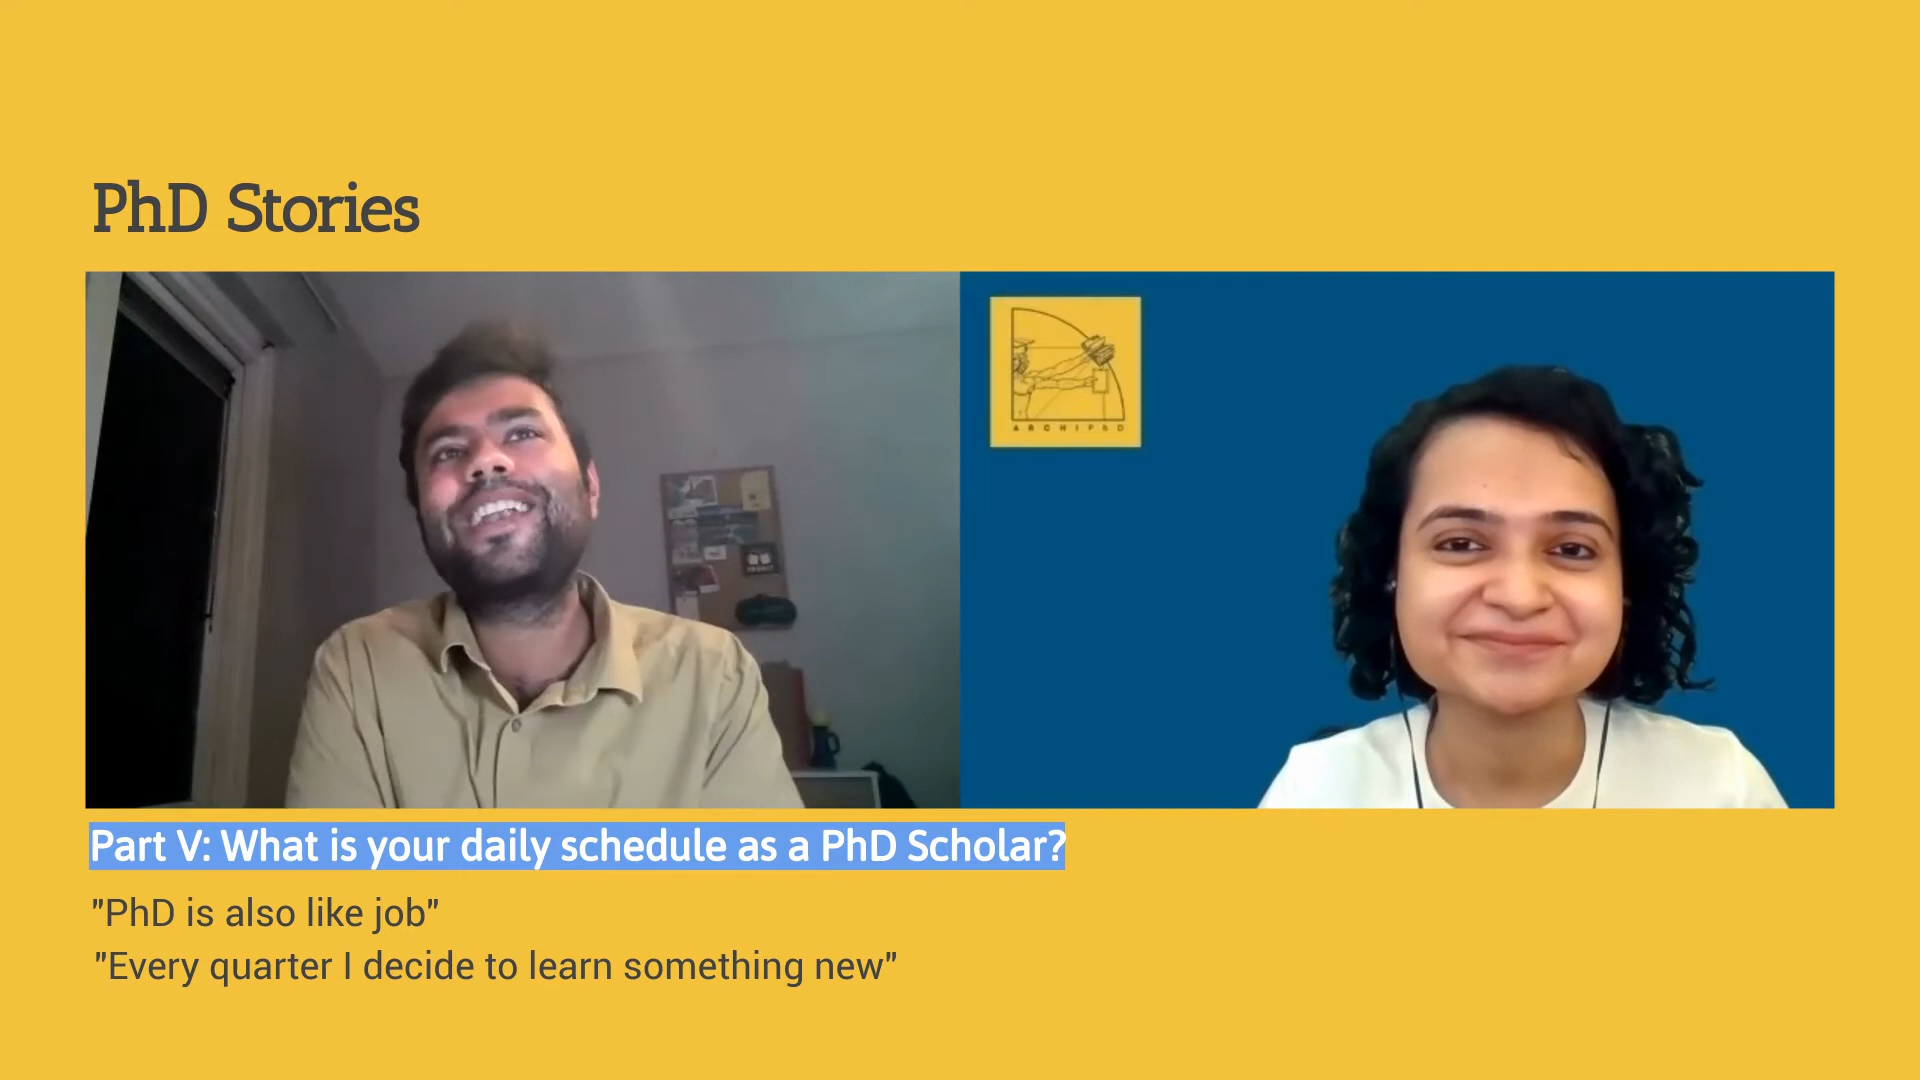 PhD Stories
ARCHIPhD
Part V: What is your daily schedule as a PhD Scholar?
"PhD is also like job"
"Every quarter I decide to learn something new"